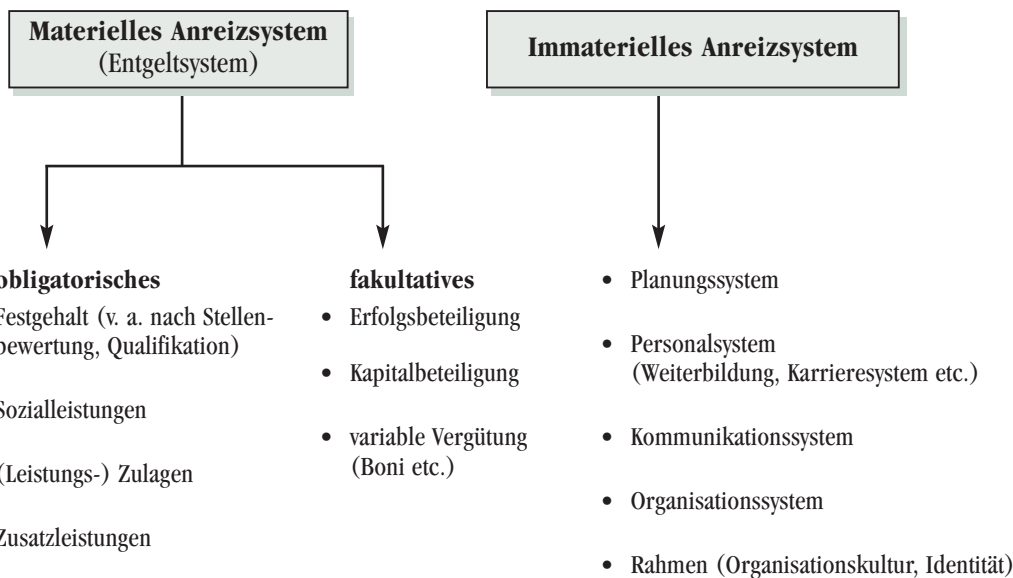 Materielles Anreizsystem
(Entgeltsystem)
Immaterielles Anreizsystem
obligatorisches
Festgehalt (v. a. nach Stellen-
bewertung, Qualifikation)
Sozialleistungen
(Leistungs-) Zulagen
Zusatzleistungen
fakultatives
• Erfolgsbeteiligung
• Kapitalbeteiligung
• variable Vergütung
(Boni etc.)
• Planungssystem
• Personalsystem
(Weiterbildung, Karrieresystem etc.)
• Kommunikationssystem
• Organisationssystem
• Rahmen (Organisationskultur, Identität)